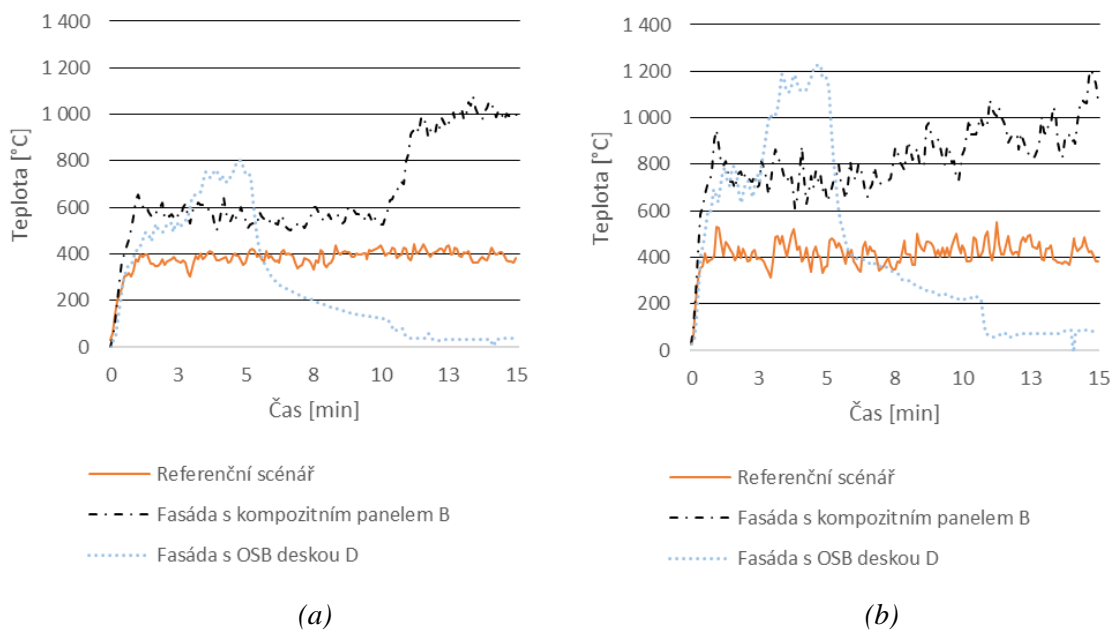 1 400
1 200
1 000
800
600
400
200
0
Teplota [°C]
0 3 5 8 10 13 15
Čas [min]
Referenční scénář
Fasáda s kompozitním panelem B
Fasáda s OSB deskou D
(a)
1 400
1 200
1 000
800
600
400
200
0
Teplota [°C]
0 3 5 8 10 13 15
Čas [min]
Referenční scénář
Fasáda s kompozitním panelem B
Fasáda s OSB deskou D
(b)